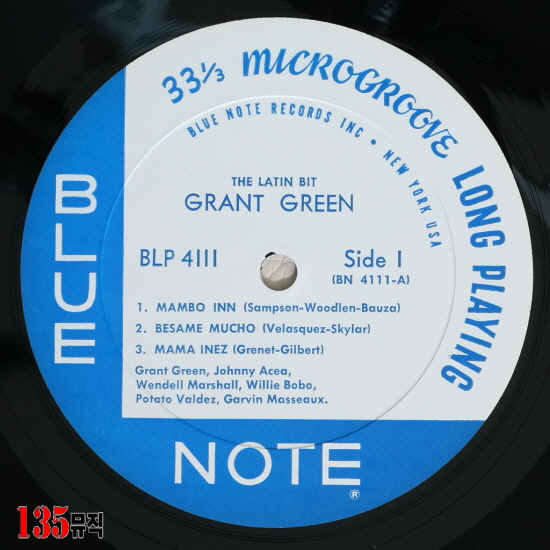 33⅓ MICROGROOVE LONG PLAYING
BLUE NOTE RECORDS INC • NEW YORK USA
THE LATIN BIT
GRANT GREEN
BLP 4111
Side 1
(BN 4111-A)
1. MAMBO INN (Sampson-Woodlen-Bauza)
2. BESAME MUCHO (Velasquez-Skylar)
3. MAMA INEZ (Grenet-Gilbert)
Grant Green, Johnny Acea,
Wendell Marshall, Willie Bobo,
Potato Valdez, Garvin Masseaux.
BLUE
NOTE®
135뮤직